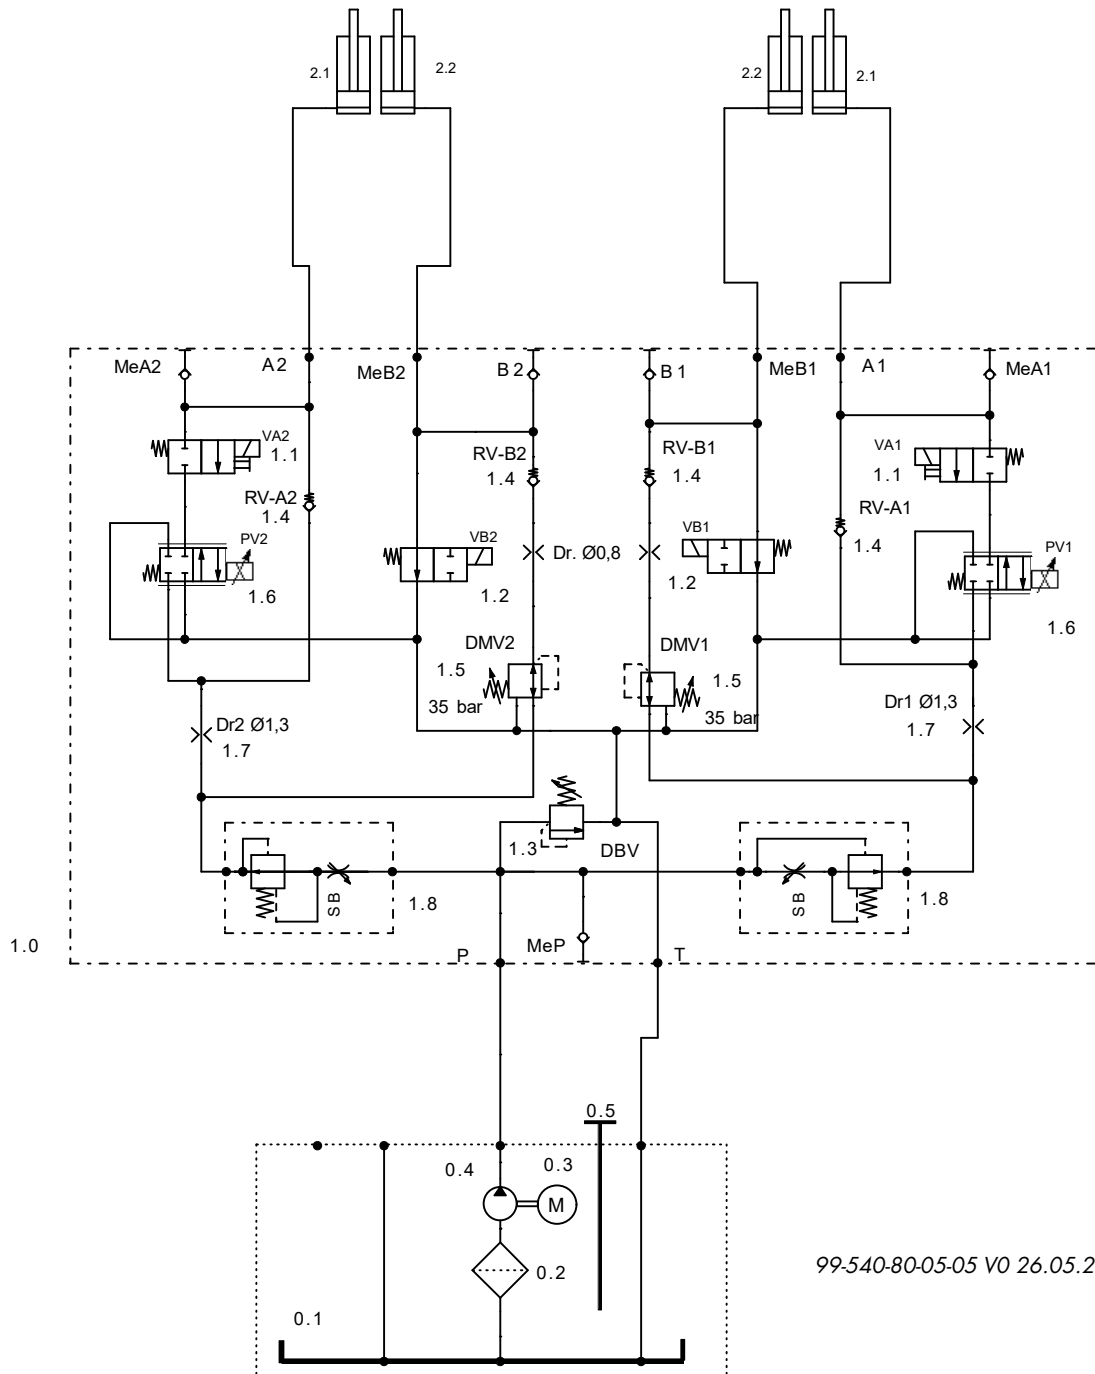 2.1
2.2
2.2
2.1
MeA2
A2
MeB2
B2
B1
MeB1
A1
MeA1
VA2
1.1
RV-B2
1.4
RV-B1
1.4
VA1
1.1
RV-A2
1.4
RV-A1
1.4
PV2
1.6
VB2
1.2
Dr. Ø0,8
VB1
1.2
PV1
1.6
DMV2
1.5
35 bar
DMV1
1.5
35 bar
Dr2 Ø1,3
1.7
Dr1 Ø1,3
1.7
1.3
DBV
SB
1.8
SB
1.8
1.0
P
MeP
T
0.5
0.4
0.3
M
0.2
0.1
99-540-80-05-05 V0 26.05.2